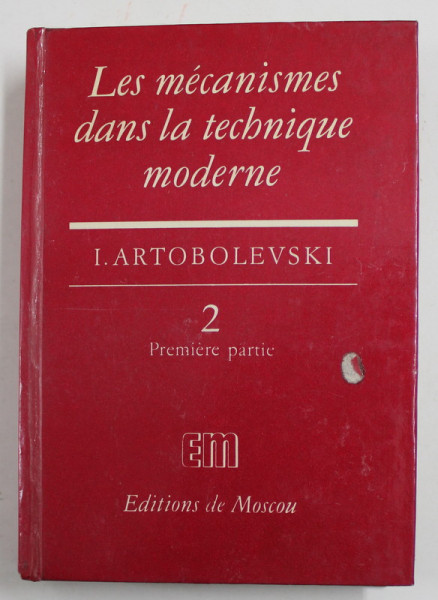 Les mécanismes
dans la technique
moderne
I. ARTOBOLEVSKI
2
Première partie
EM
Editions de Moscou